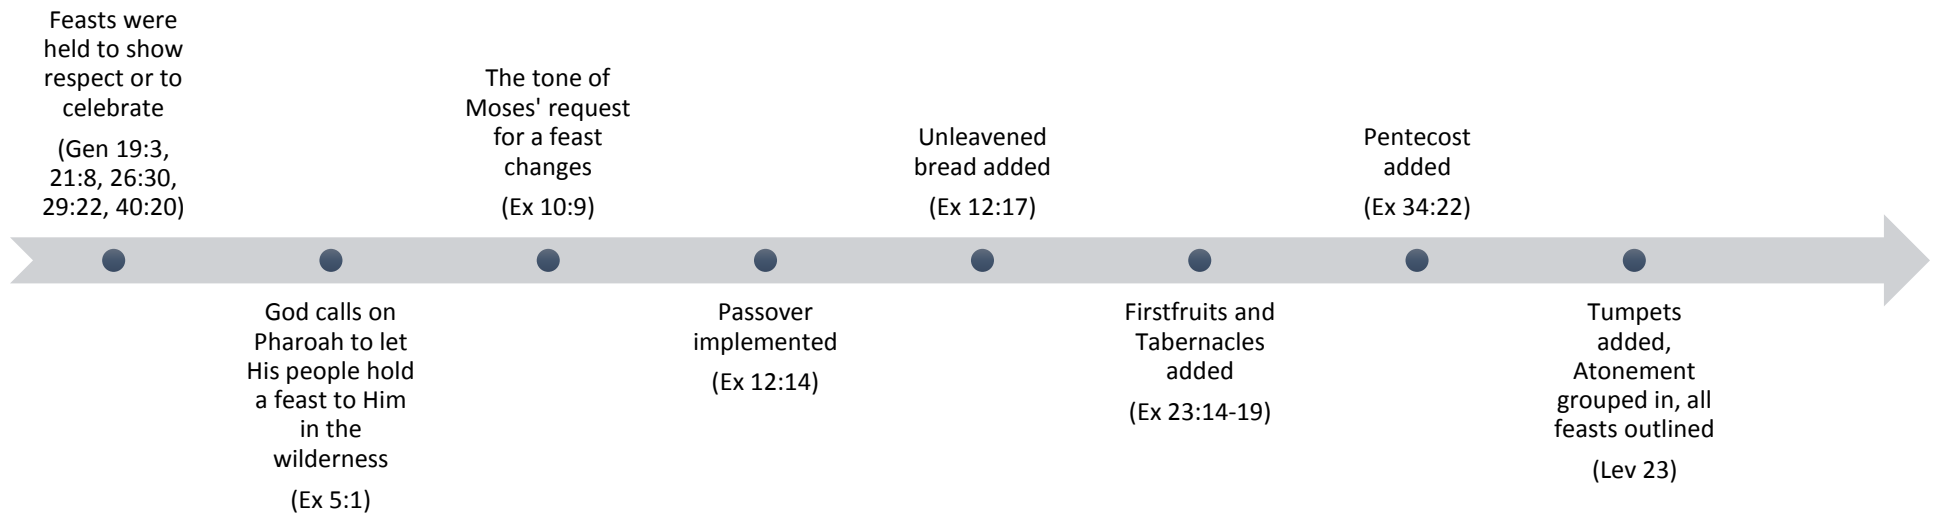 Feasts were
held to show
respect or to
celebrate
(Gen 19:3,
21:8, 26:30,
29:22, 40:20)
God calls on
Pharoah to let
His people hold
a feast to Him
in the
wilderness
(Ex 5:1)
The tone of
Moses' request
for a feast
changes
(Ex 10:9)
Passover
implemented
(Ex 12:14)
Unleavened
bread added
(Ex 12:17)
Firstfruits and
Tabernacles
added
(Ex 23:14-19)
Pentecost
added
(Ex 34:22)
Tumpets
added,
Atonement
grouped in, all
feasts outlined
(Lev 23)